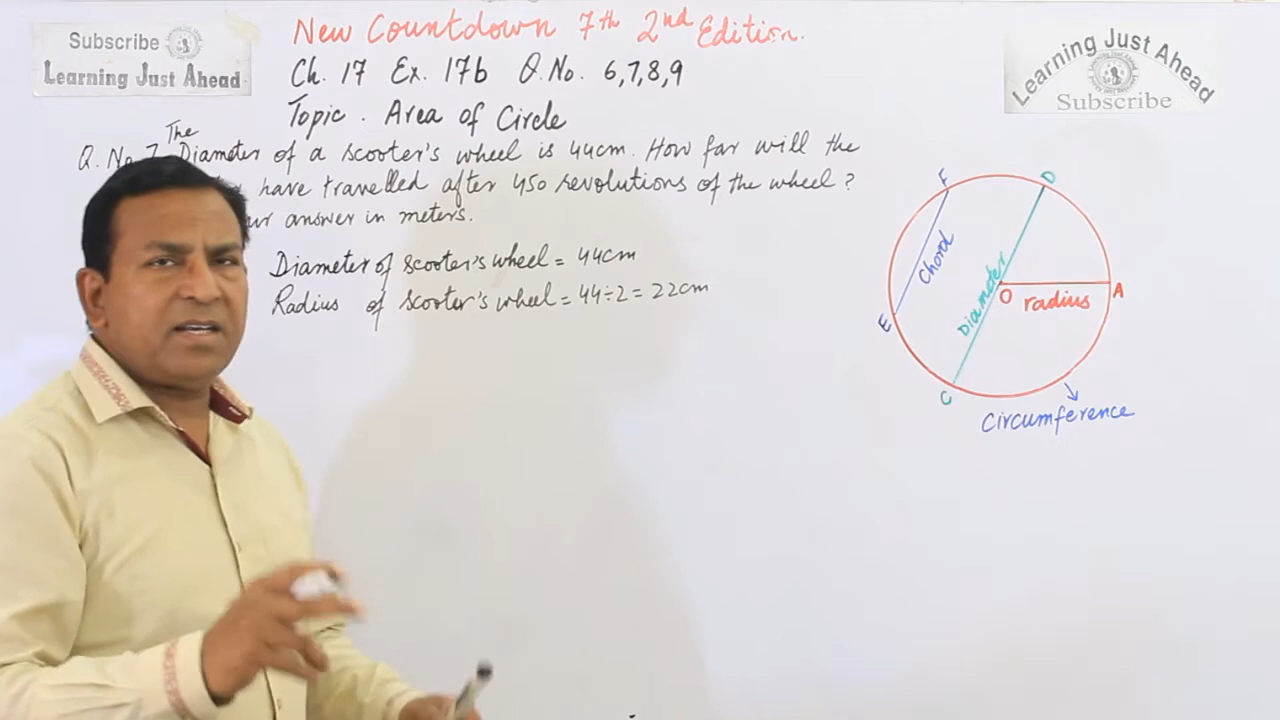 Subscribe
Learning Just Ahead
New Countdown 7th 2nd Edition.
Ch. 17 Ex. 17b Q.No. 6,7,8,9
Topic. Area of Circle
Learning Just Ahead
Subscribe
Q. No 7 The Diameter of a scooter's wheel is 44cm. How far will the
have travelled after 450 revolutions of the wheel?
answer in meters.
Diameter of scooter's wheel = 44cm
Radius of scooter's wheel = 44÷2 = 22cm
F
D
Chord
Diameter
O
radius
A
E
C
Circumference